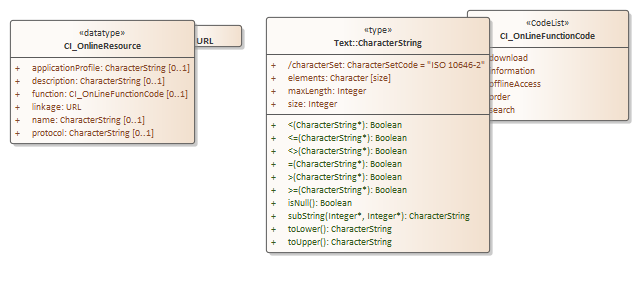 «datatype»
CI_OnlineResource
+ applicationProfile: CharacterString [0..1]
+ description: CharacterString [0..1]
+ function: CI_OnLineFunctionCode [0..1]
+ linkage: URL
+ name: CharacterString [0..1]
+ protocol: CharacterString [0..1]
URL
«type»
Text::CharacterString
+ /characterSet: CharacterSetCode = "ISO 10646-2"
+ elements: Character [size]
+ maxLength: Integer
+ size: Integer
+ <(CharacterString*): Boolean
+ <=(CharacterString*): Boolean
+ <>(CharacterString*): Boolean
+ =(CharacterString*): Boolean
+ >(CharacterString*): Boolean
+ >=(CharacterString*): Boolean
+ isNull(): Boolean
+ subString(Integer*, Integer*): CharacterString
+ toLower(): CharacterString
+ toUpper(): CharacterString
«CodeList»
CI_OnLineFunctionCode
download
information
offlineAccess
order
search